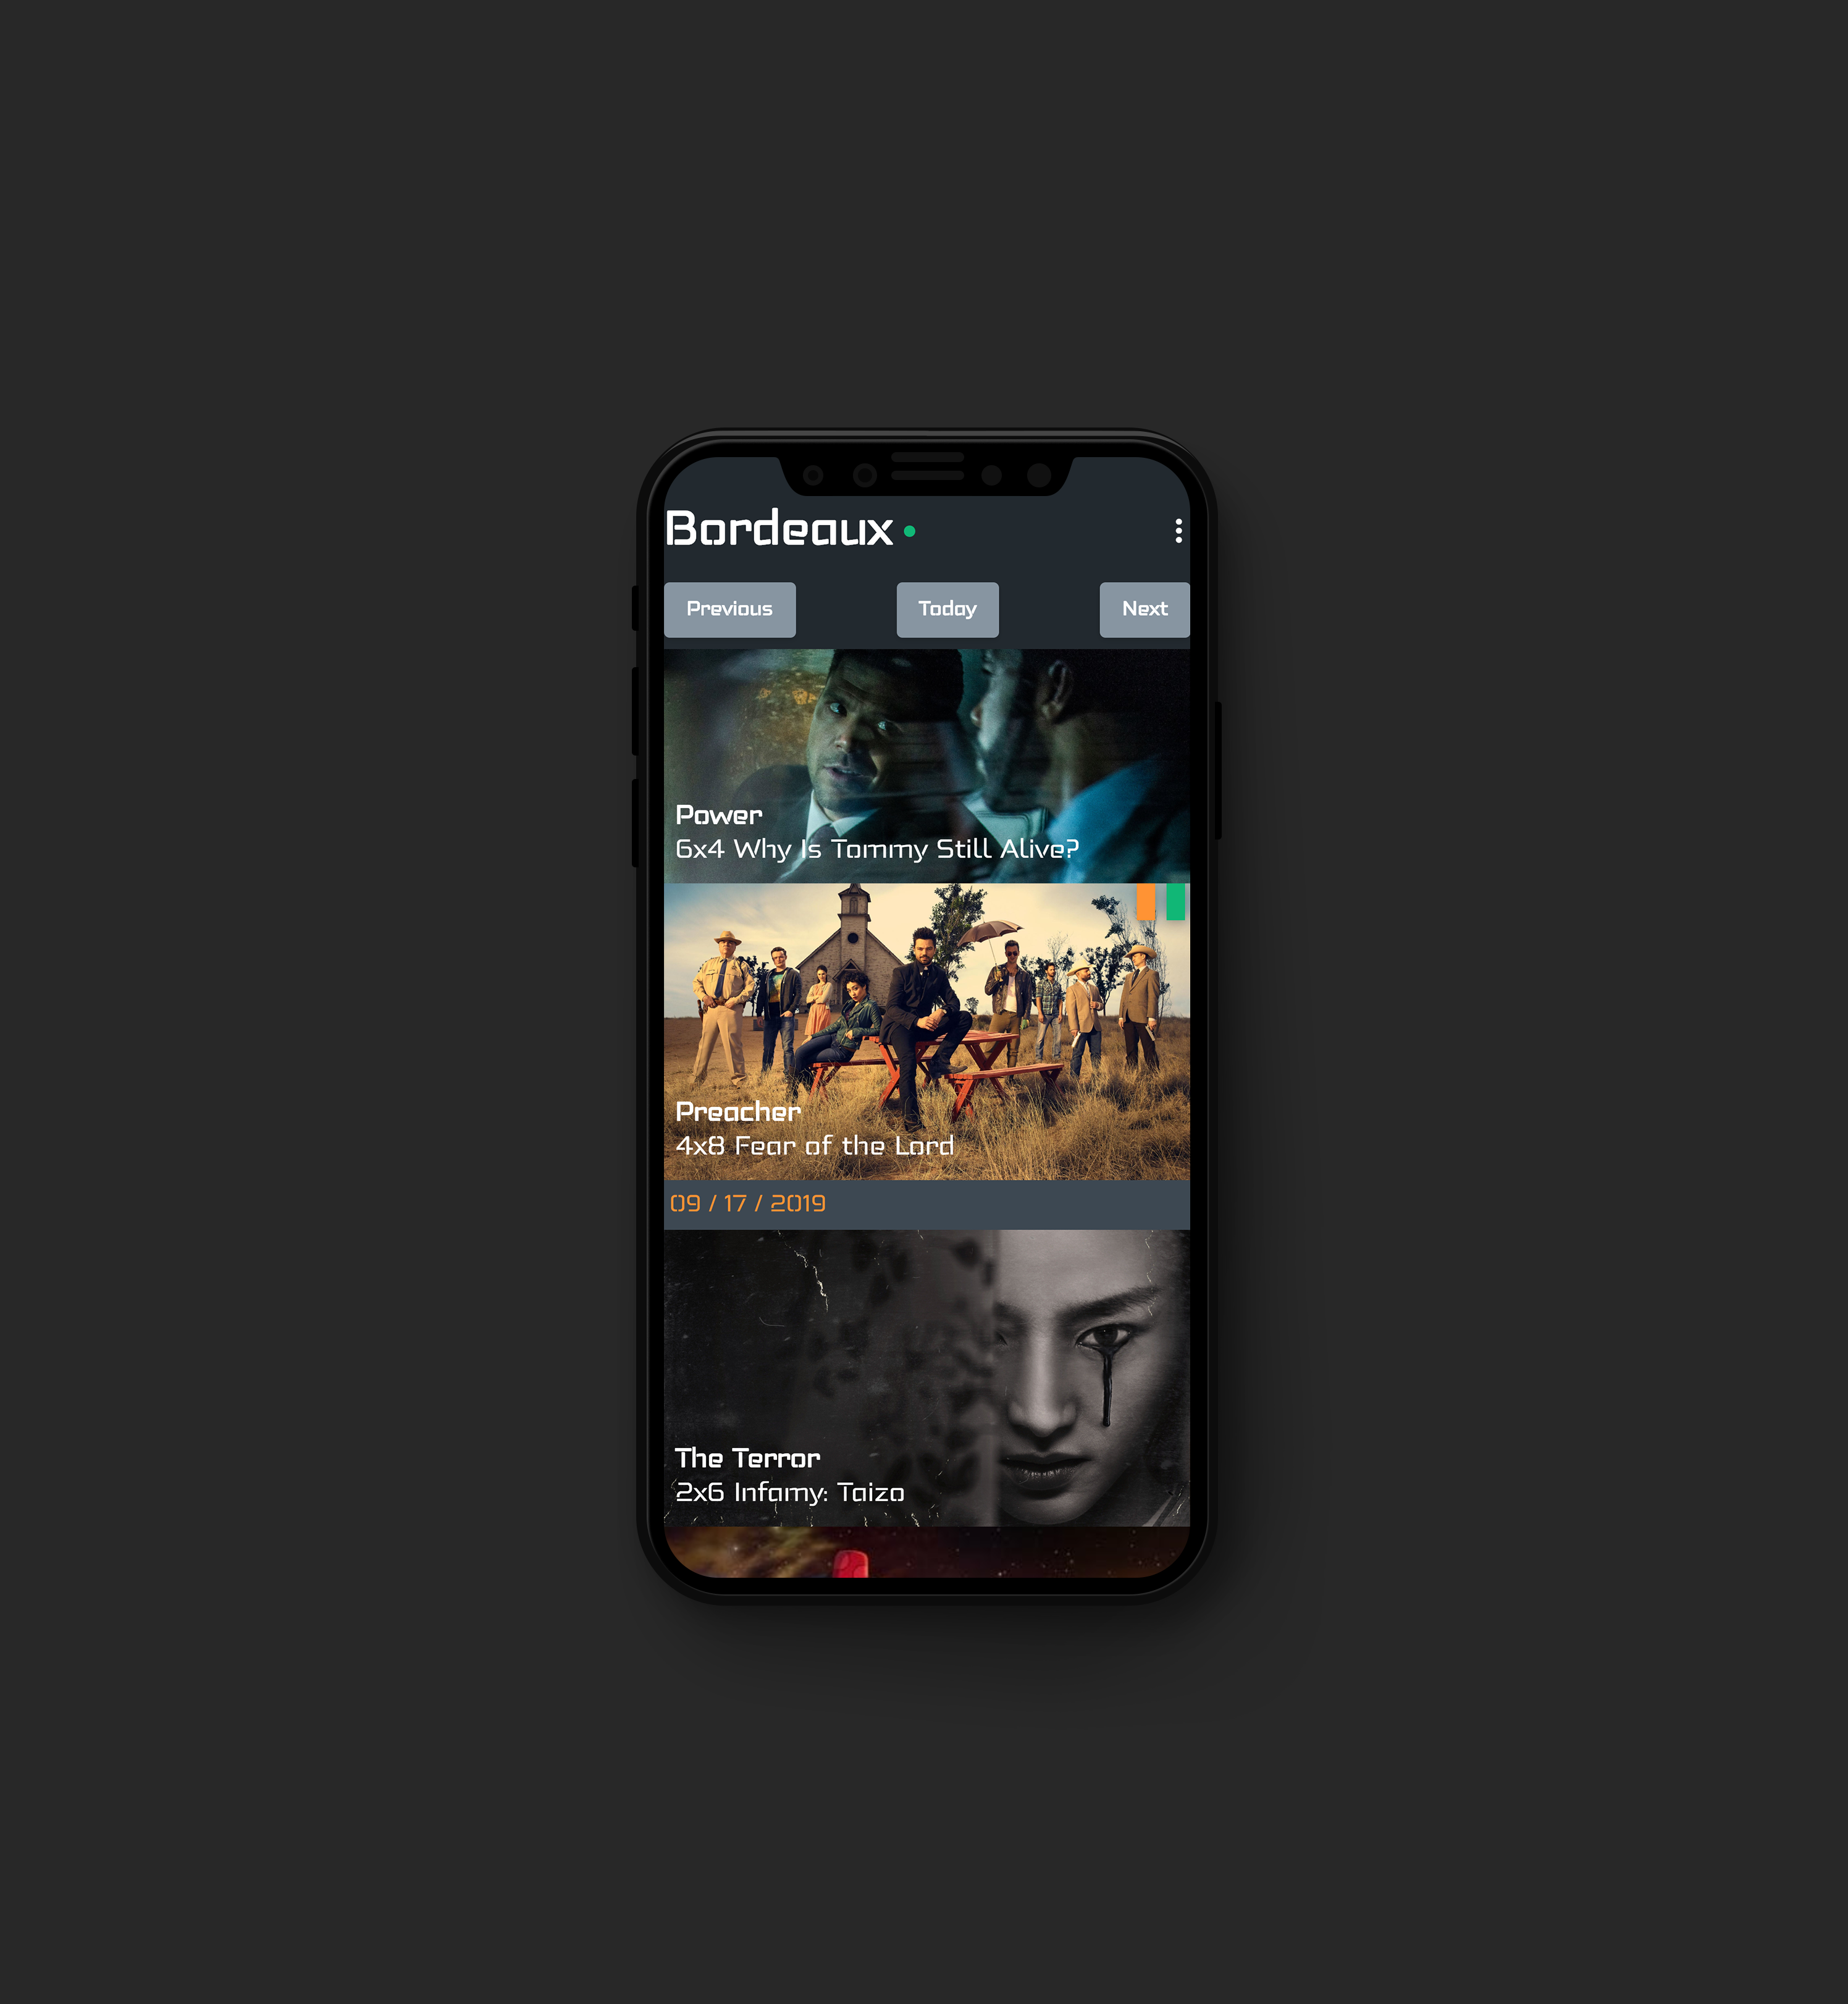 Bordeaux
Previous Today Next
Power
6x4 Why Is Tommy Still Alive?
Preacher
4x8 Fear of the Lord
09 / 17 / 2019
The Terror
2x6 Infamy: Taizo